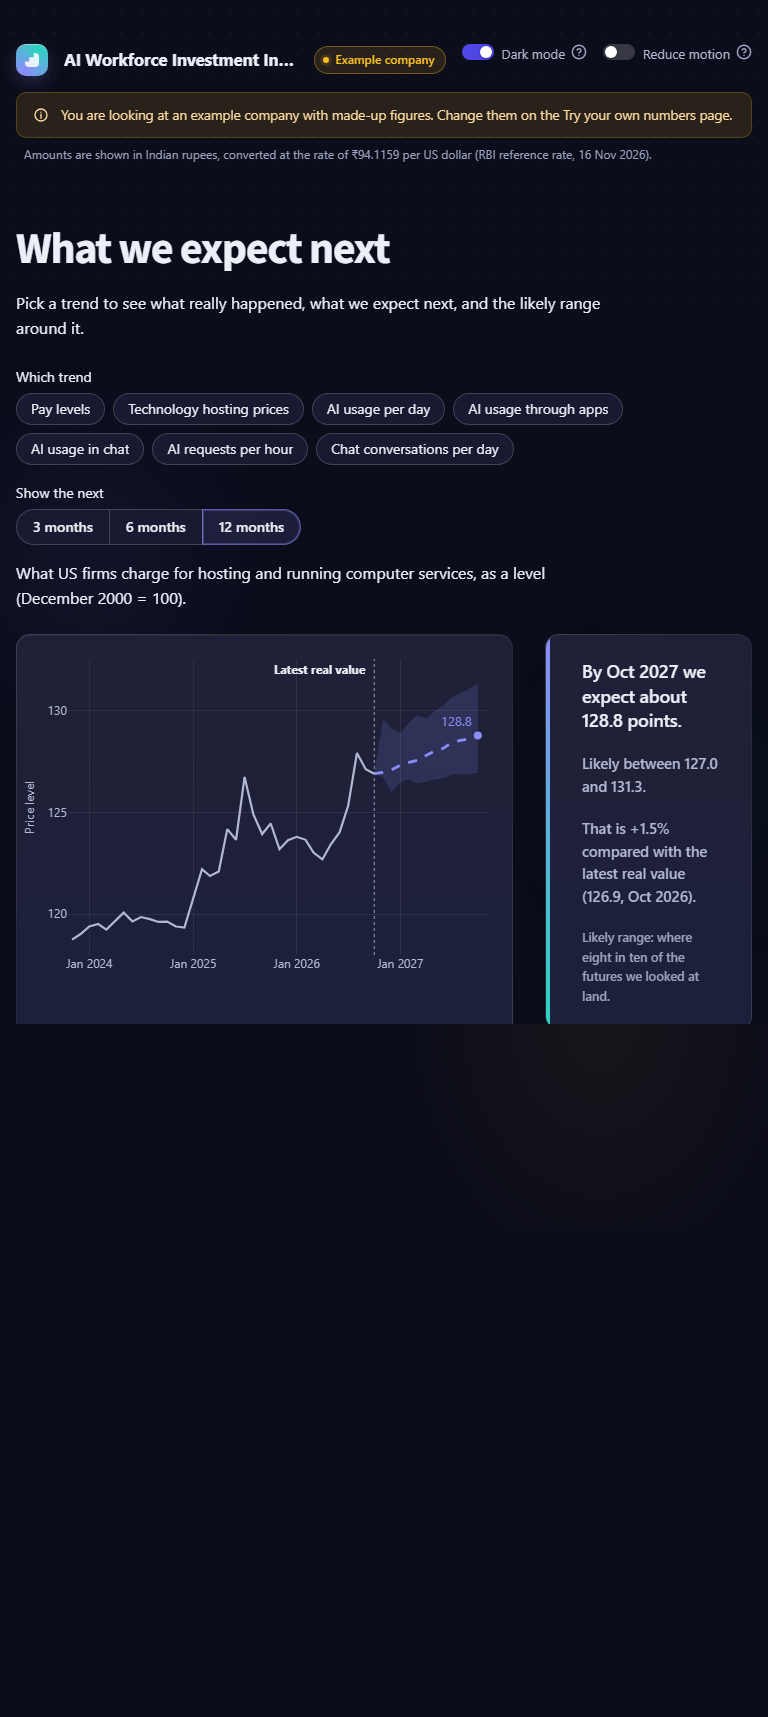 AI Workforce Investment In...
Example company
Dark mode
Reduce motion
You are looking at an example company with made-up figures. Change them on the Try your own numbers page.
Amounts are shown in Indian rupees, converted at the rate of ₹94.1159 per US dollar (RBI reference rate, 16 Nov 2026).
What we expect next
Pick a trend to see what really happened, what we expect next, and the likely range
around it.
Which trend
Pay levels
Technology hosting prices
AI usage per day
AI usage through apps
AI usage in chat
AI requests per hour
Chat conversations per day
Show the next
3 months
6 months
12 months
What US firms charge for hosting and running computer services, as a level
(December 2000 = 100).
Latest real value
130
125
120
Price level
128.8
Jan 2024
Jan 2025
Jan 2026
Jan 2027
By Oct 2027 we
expect about
128.8 points.
Likely between 127.0
and 131.3.
That is +1.5%
compared with the
latest real value
(126.9, Oct 2026).
Likely range: where
eight in ten of the
futures we looked at
land.